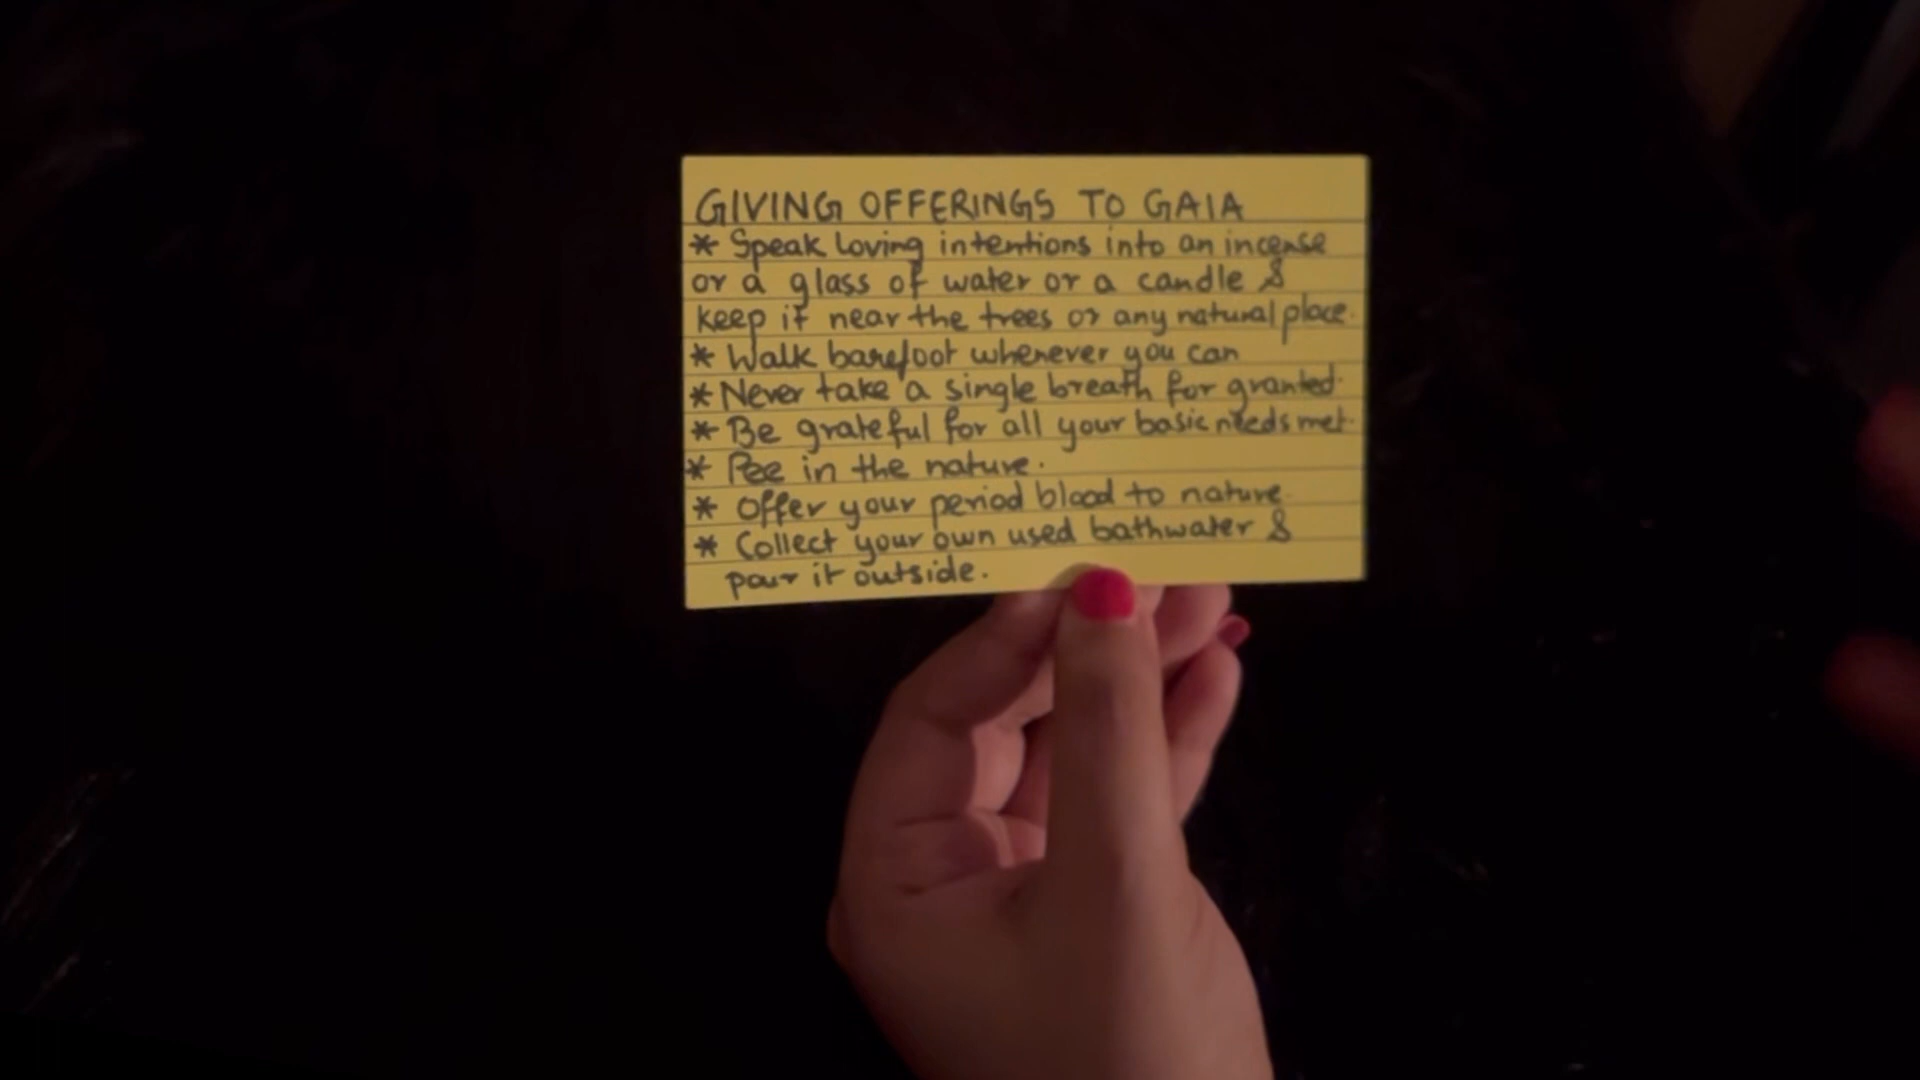 GIVING OFFERINGS TO GAIA
* Speak loving intentions into an incense
or a glass of water or a candle &
keep it near the trees or any natural place.
* Walk barefoot whenever you can
* Never take a single breath for granted.
* Be grateful for all your basic needs met.
* Pee in the nature.
* Offer your period blood to nature.
* Collect your own used bathwater &
pour it outside.